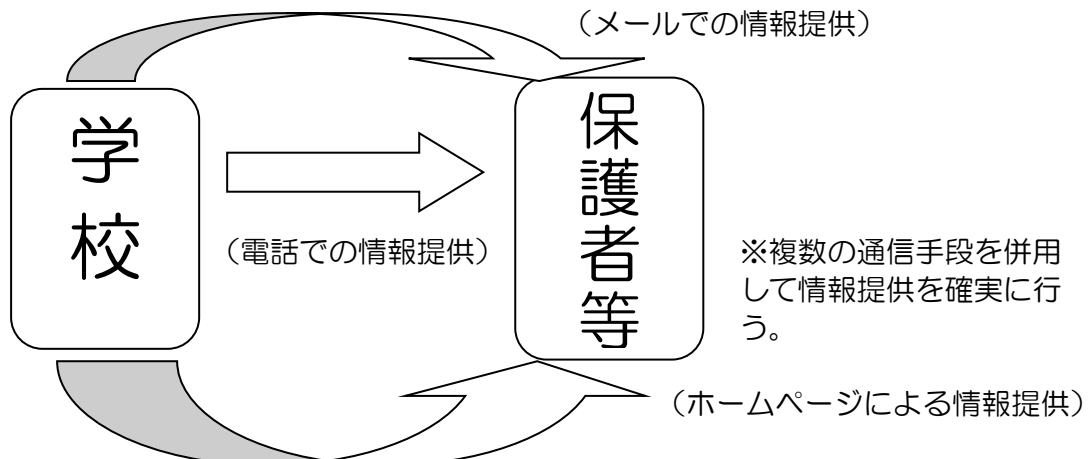 （メールでの情報提供）
学校
保護者等
（電話での情報提供）
※複数の通信手段を併用
して情報提供を確実に行
う。
（ホームページによる情報提供）